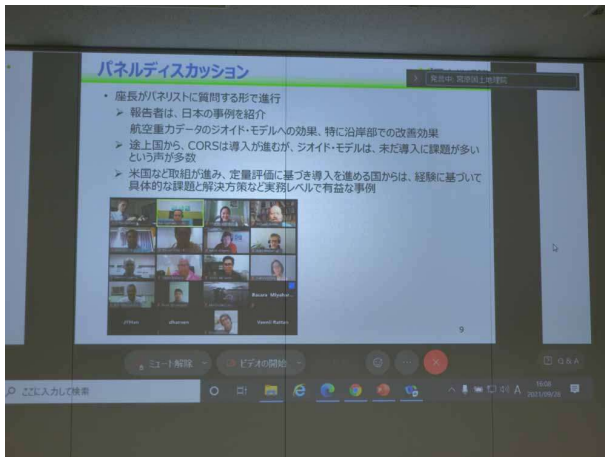 パネルディスカッション
発言中: 宮原国土地理院
• 座長がパネリストに質問する形で進行
➢ 報告者は、日本の事例を紹介
航空重力データのジオイド・モデルへの効果、特に沿岸部での改善効果
➢ 途上国から、CORSは導入が進むが、ジオイド・モデルは、未だ導入に課題が多い
という声が多数
➢ 米国など取組が進み、定量評価に基づき導入を進める国からは、経験に基づいて
具体的な課題と解決方策など実務レベルで有益な事例
Basara Miyahar...
Vennil Rattan
9
ミュート解除
ビデオの開始
Q&A
ここに入力して検索
A
16:08
2021/09/28